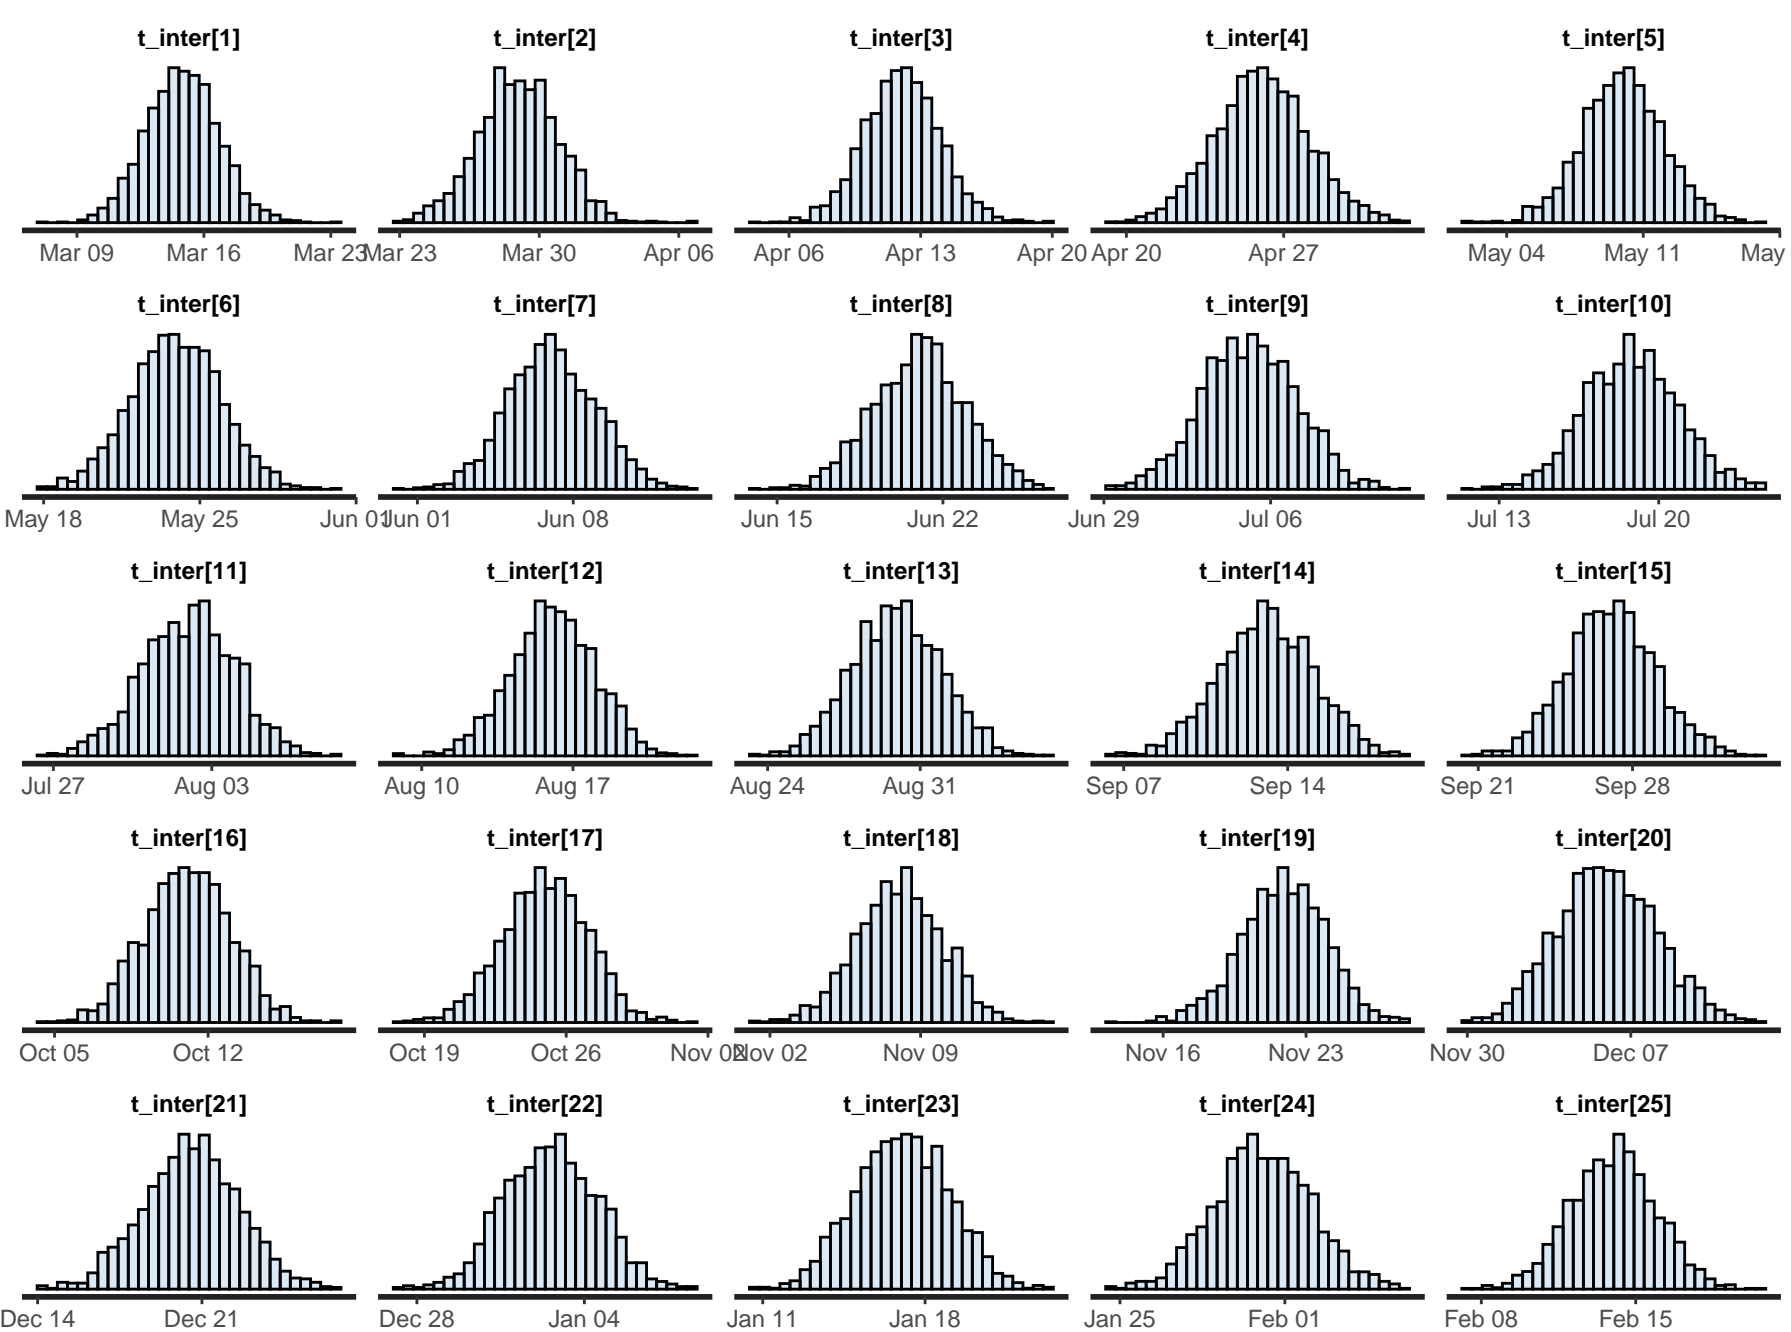 t_inter[1] t_inter[2] t_inter[3] t_inter[4] t_inter[5]
Mar 09 Mar 16 Mar 23 Mar 23 Mar 30 Apr 06 Apr 06 Apr 13 Apr 20 Apr 20 Apr 27 May 04 May 11 May
t_inter[6] t_inter[7] t_inter[8] t_inter[9] t_inter[10]
May 18 May 25 Jun 01 Jun 01 Jun 08 Jun 15 Jun 22 Jun 29 Jul 06 Jul 13 Jul 20
t_inter[11] t_inter[12] t_inter[13] t_inter[14] t_inter[15]
Jul 27 Aug 03 Aug 10 Aug 17 Aug 24 Aug 31 Sep 07 Sep 14 Sep 21 Sep 28
t_inter[16] t_inter[17] t_inter[18] t_inter[19] t_inter[20]
Oct 05 Oct 12 Oct 19 Oct 26 Nov 02 Nov 02 Nov 09 Nov 16 Nov 23 Nov 30 Dec 07
t_inter[21] t_inter[22] t_inter[23] t_inter[24] t_inter[25]
Dec 14 Dec 21 Dec 28 Jan 04 Jan 11 Jan 18 Jan 25 Feb 01 Feb 08 Feb 15